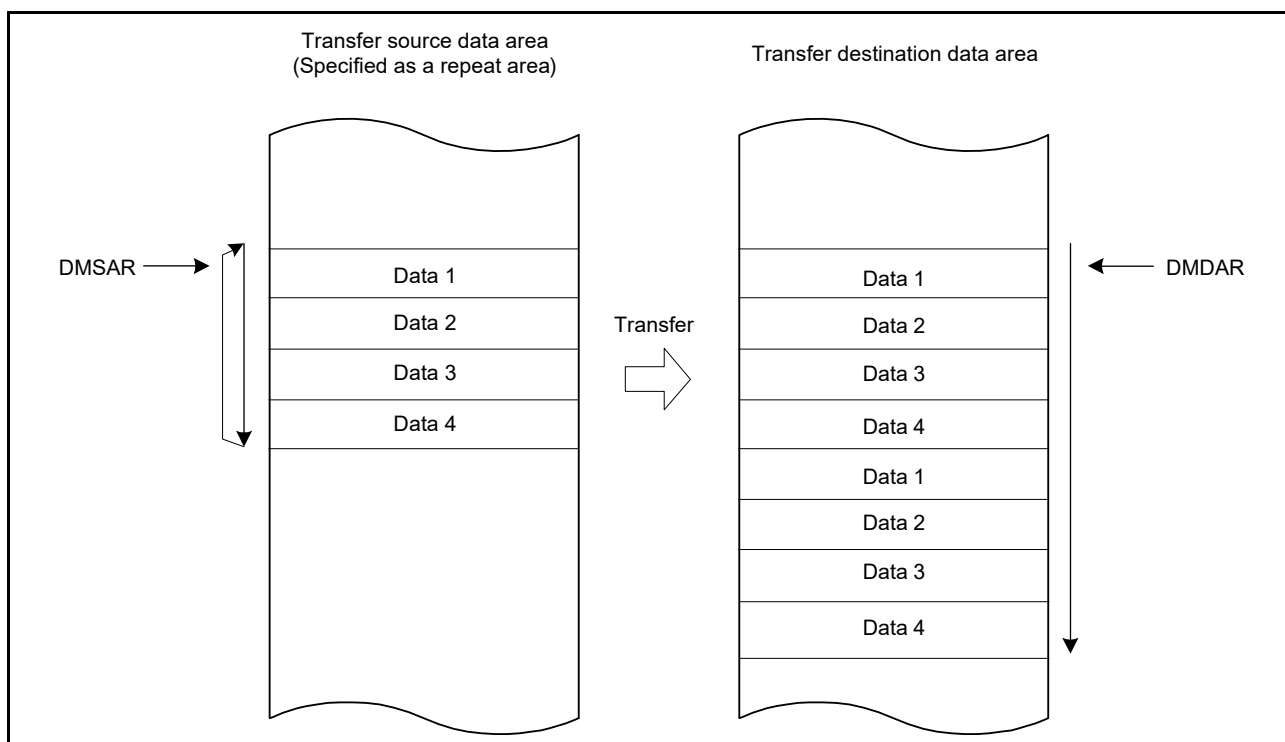 Transfer source data area
(Specified as a repeat area)
Transfer destination data area
DMSAR
Data 1
Data 2
Data 3
Data 4
Transfer
Data 1
Data 2
Data 3
Data 4
Data 1
Data 2
Data 3
Data 4
DMDAR